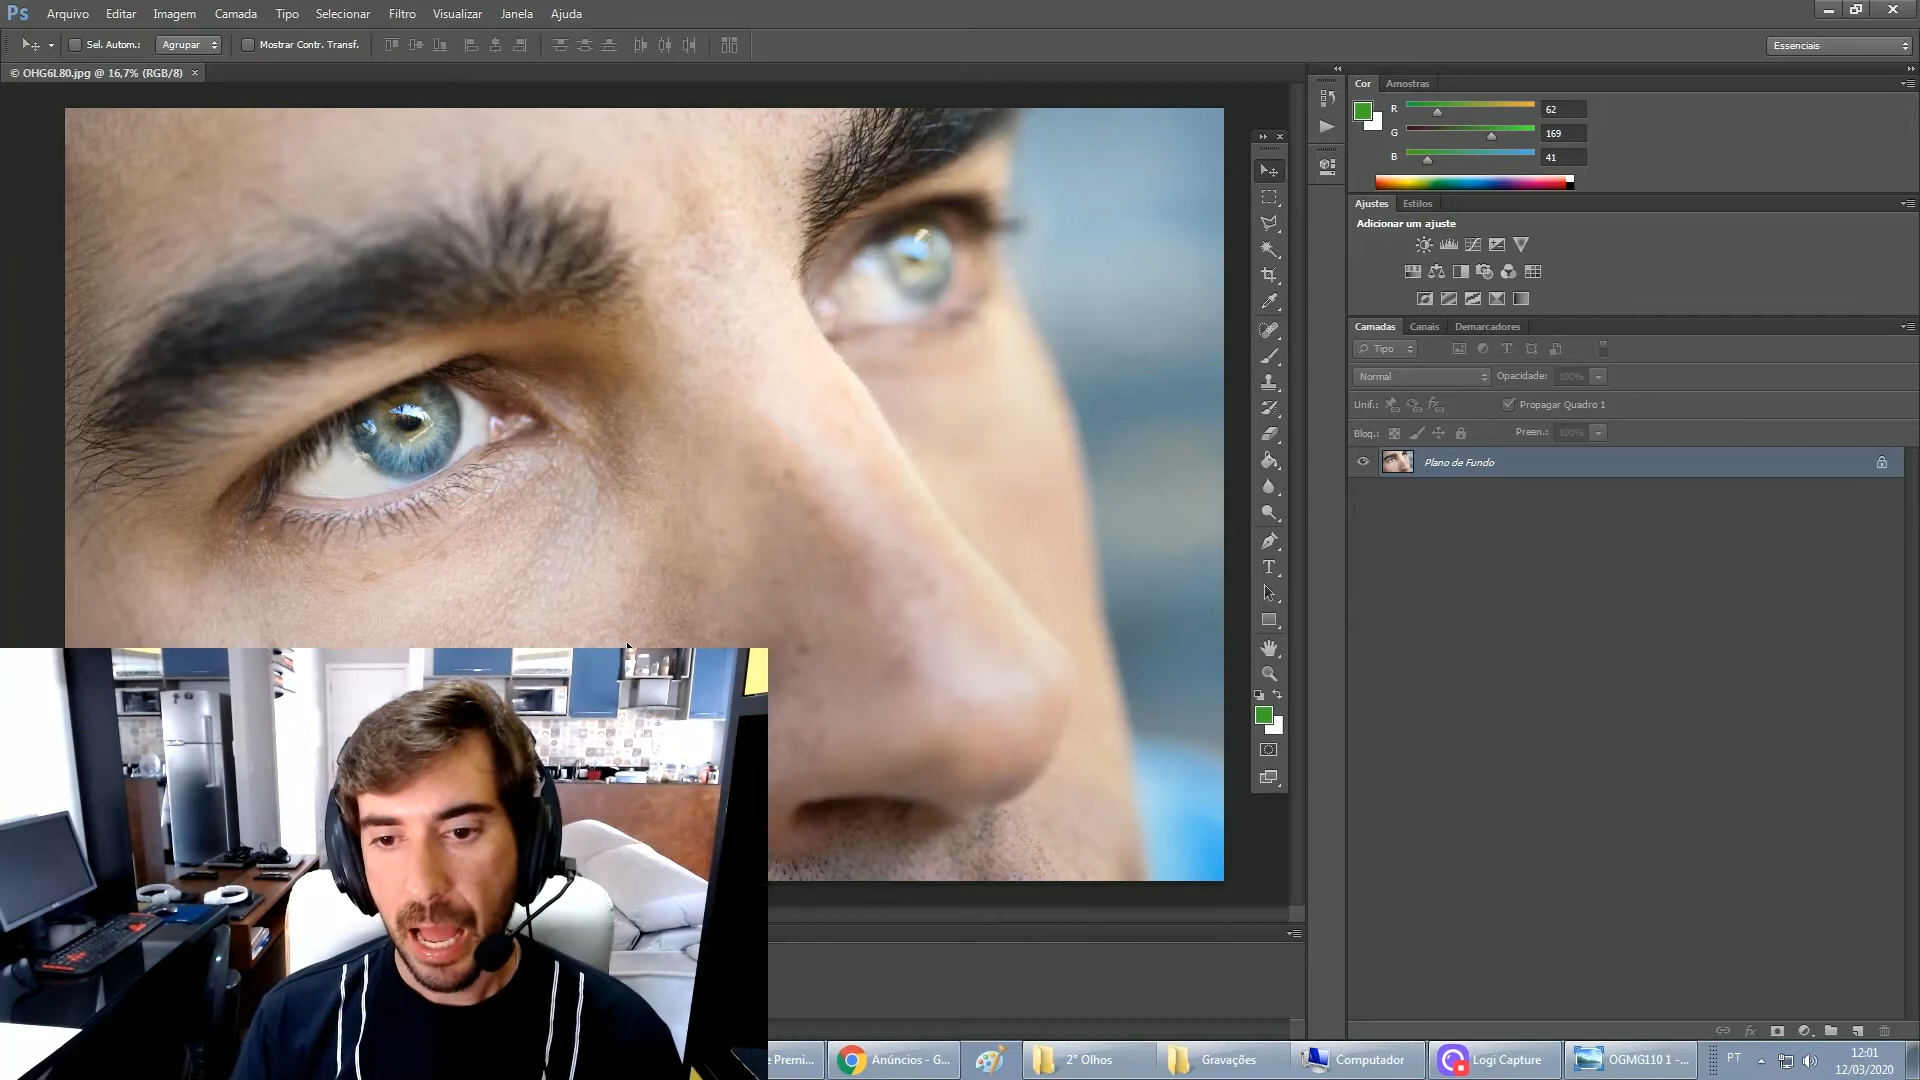 Ps Arquivo Editar Imagem Camada Tipo Selecionar Filtro Visualizar Janela Ajuda
Sel. Autom.: Agrupar Mostrar Contr. Transf. Essenciais
© OHG6L80.jpg @ 16,7% (RGB/8) ×
Cor Amostras
R 62
G 169
B 41
Ajustes Estilos
Adicionar um ajuste
Camadas Canais Demarcadores
Tipo
Normal Opacidade: 100%
Unif.: Propagar Quadro 1
Bloq.: Preen.: 100%
Plano de Fundo
e Premi...
Anúncios - G...
2° Olhos
Gravações
Computador
Logi Capture
OGMG110 1 -...
PT
12:01
12/03/2020